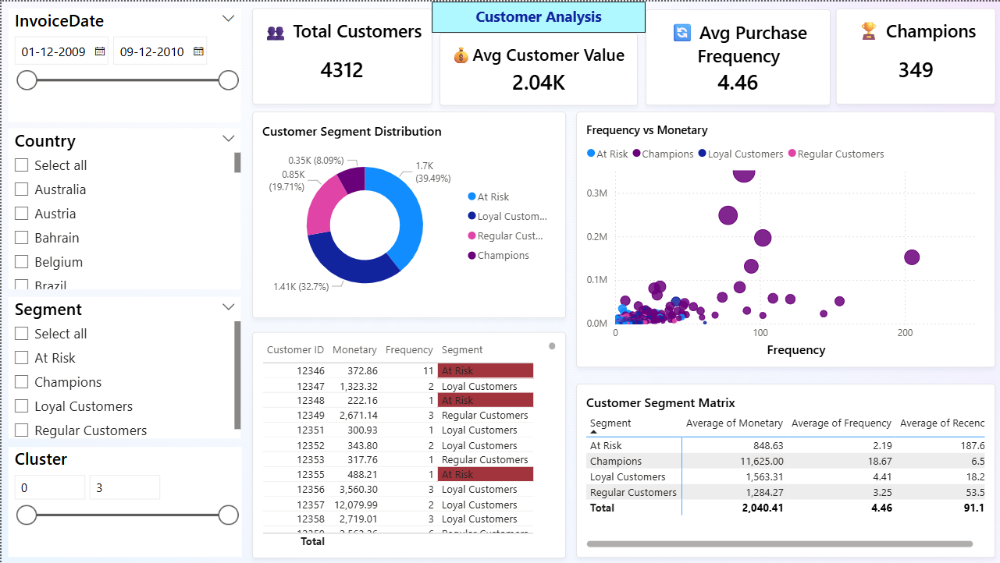 InvoiceDate
01-12-2009
09-12-2010
Country
Select all
Australia
Austria
Bahrain
Belgium
Brazil
Segment
Select all
At Risk
Champions
Loyal Customers
Regular Customers
Cluster
0
3
Total Customers
4312
Customer Analysis
Avg Customer Value
2.04K
Avg Purchase
Frequency
4.46
Champions
349
Customer Segment Distribution
0.35K (8.09%)
0.85K
(19.71%)
1.7K
(39.49%)
1.41K (32.7%)
At Risk
Loyal Custom...
Regular Cust...
Champions
Frequency vs Monetary
At Risk Champions Loyal Customers Regular Customers
0.3M
0.2M
0.1M
0.0M
0 100 200
Frequency
Customer ID Monetary Frequency Segment
12346 372.86 11 At Risk
12347 1,323.32 2 Loyal Customers
12348 222.16 1 At Risk
12349 2,671.14 3 Regular Customers
12351 300.93 1 Loyal Customers
12352 343.80 2 Loyal Customers
12353 317.76 1 Regular Customers
12355 488.21 1 At Risk
12356 3,560.30 3 Loyal Customers
12357 12,079.99 2 Loyal Customers
12358 2,719.01 3 Loyal Customers
Total
Customer Segment Matrix
Segment Average of Monetary Average of Frequency Average of Recenc
At Risk 848.63 2.19 187.6
Champions 11,625.00 18.67 6.5
Loyal Customers 1,563.31 4.41 18.2
Regular Customers 1,284.27 3.25 53.5
Total 2,040.41 4.46 91.1